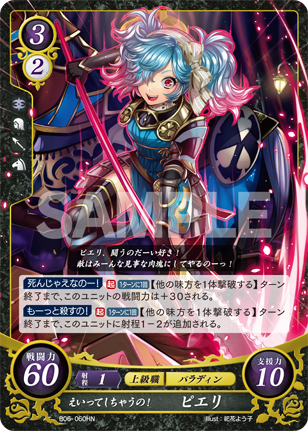 3
2
SAMPLE
ピエリ、闘うのだーい好き！
敵はみーんな見事な肉塊にしてやるのーっ！
死んじゃえなのー！ 起 1ターンに1回 【他の味方を1体撃破する】ターン
終了まで、このユニットの戦闘力は＋30される。
もーっと殺すの！ 起 1ターンに1回 【他の味方を1体撃破する】ターン
終了まで、このユニットに射程1－2が追加される。
戦闘力
60
射程 1 上級職 パラディン
支援力
10
えいってしちゃうの！ ピエリ
B06-060HN
Illust：祀花よう子